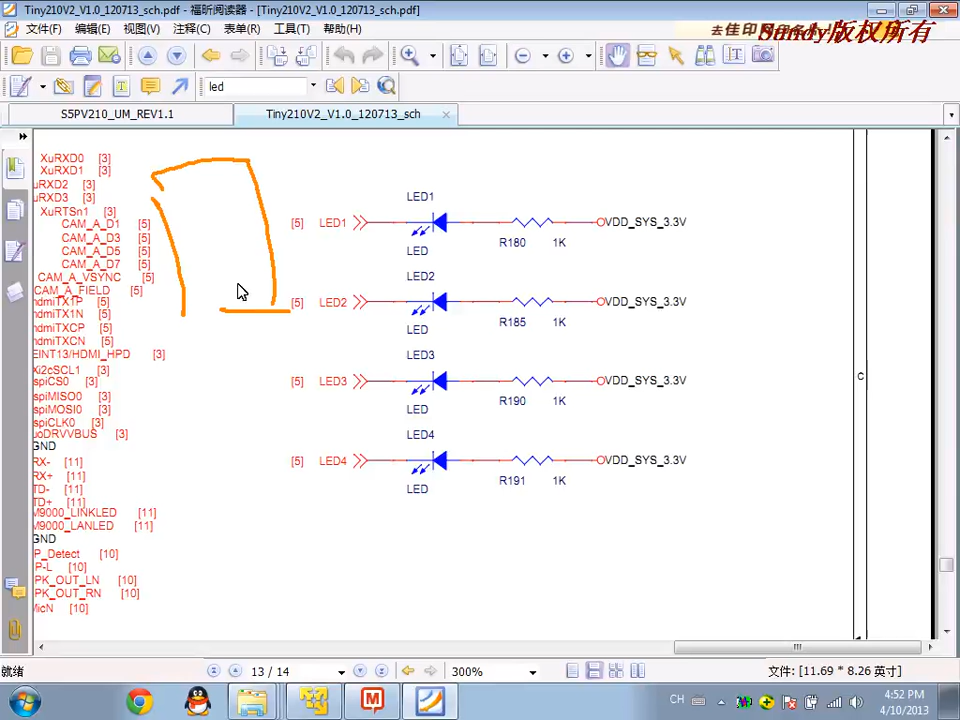 Tiny210V2_V1.0_120713_sch.pdf - 福昕阅读器 - [Tiny210V2_V1.0_120713_sch.pdf]
文件(F) 编辑(E) 视图(V) 注释(C) 表单(R) 工具(T) 帮助(H)
去佳印
Sundy版权所有
led
S5PV210_UM_REV1.1 Tiny210V2_V1.0_120713_sch
XuRXD0 [3]
XuRXD1 [3]
uRXD2 [3]
uRXD3 [3]
XuRTSn1 [3]
CAM_A_D1 [5]
CAM_A_D3 [5]
CAM_A_D5 [5]
CAM_A_D7 [5]
CAM_A_VSYNC [5]
CAM_A_FIELD [5]
hdmiTX1P [5]
hdmiTX1N [5]
hdmiTXCP [5]
hdmiTXCN [5]
EINT13/HDMI_HPD [3]
Xi2cSCL1 [3]
spiCS0 [3]
spiMISO0 [3]
spiMOSI0 [3]
spiCLK0 [3]
uoDRVVBUS [3]
GND
RX- [11]
RX+ [11]
TD- [11]
TD+ [11]
M9000_LINKLED [11]
M9000_LANLED [11]
GND
P_Detect [10]
P-L [10]
PK_OUT_LN [10]
PK_OUT_RN [10]
MicN [10]
LED1
[5] LED1 VDD_SYS_3.3V
LED R180 1K
LED2
[5] LED2 VDD_SYS_3.3V
LED R185 1K
LED3
[5] LED3 VDD_SYS_3.3V
LED R190 1K
LED4
[5] LED4 VDD_SYS_3.3V
LED R191 1K
C
就绪 13 / 14 300% 文件: [11.69 * 8.26 英寸]
CH 4:52 PM
4/10/2013